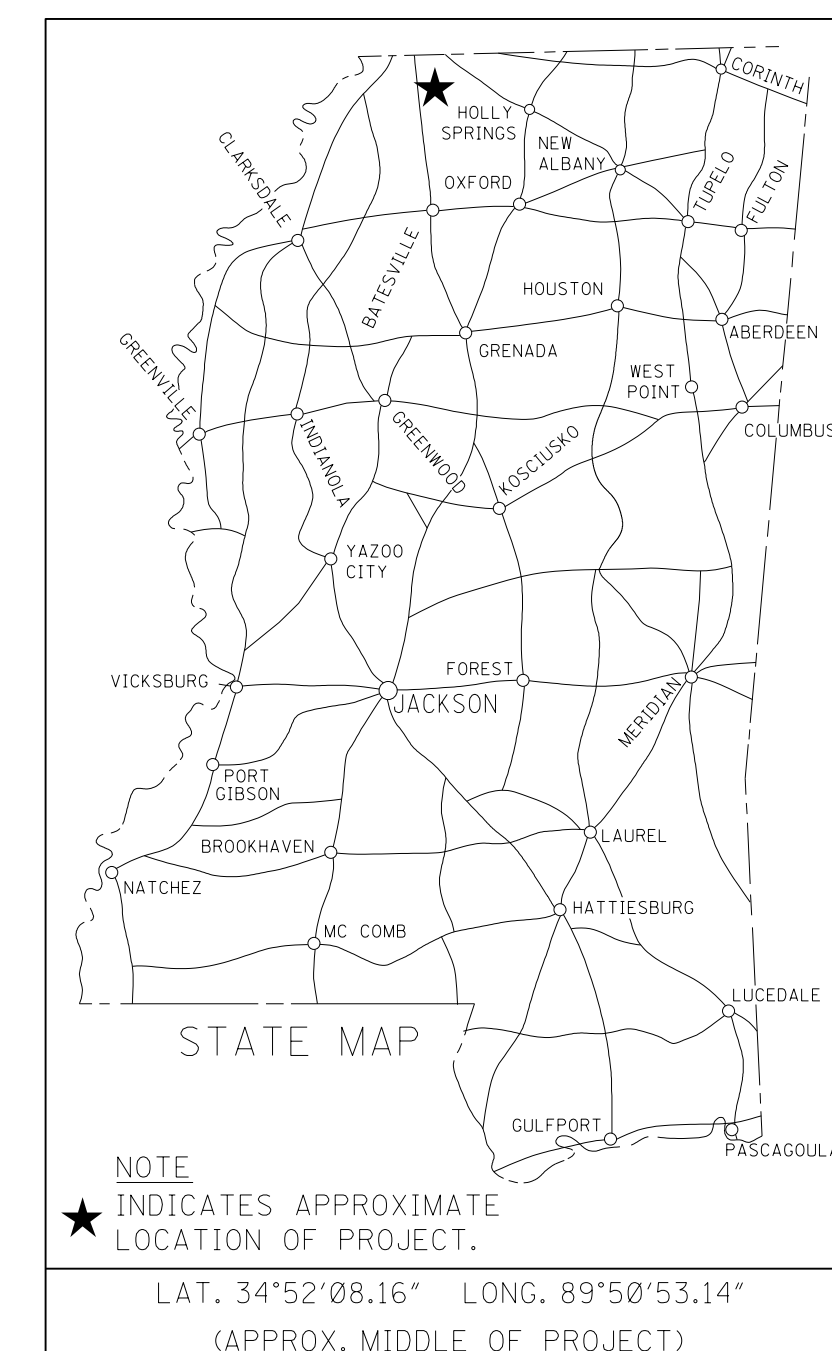 CORINTH
HOLLY
SPRINGS
NEW
ALBANY
CLARKSDALE
OXFORD
TUPELO
FULTON
BATESVILLE
HOUSTON
ABERDEEN
GRENADA
GREENVILLE
WEST
POINT
COLUMBUS
INDIANOLA
GREENWOOD
KOSCIUSKO
YAZOO
CITY
VICKSBURG
FOREST
JACKSON
MERIDIAN
PORT
GIBSON
BROOKHAVEN
LAUREL
NATCHEZ
HATTIESBURG
MC COMB
LUCEDALE
STATE MAP
GULFPORT
PASCAGOULA
NOTE
INDICATES APPROXIMATE
LOCATION OF PROJECT.
LAT. 34°52'08.16" LONG. 89°50'53.14"
(APPROX. MIDDLE OF PROJECT)